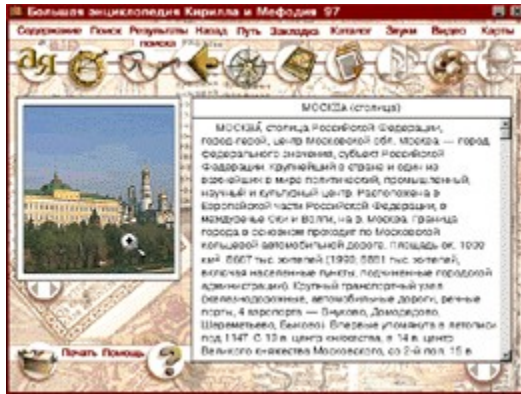 Большая энциклопедия Кирилла и Мефодия 97
Содержание Поиск Результаты поиска Назад Путь Закладка Каталог Звуки Видео Карты
МОСКВА (столица)
МОСКВА́, столица Российской Федерации,
город-герой, центр Московской обл. Москва — город
федерального значения, субъект Российской
Федерации. Крупнейший в стране и один из
важнейших в мире политический, промышленный,
научный и культурный центр. Расположена в
Европейской части Российской Федерации, в
междуречье Оки и Волги, на р. Москва. Граница
города в основном проходит по Московской
кольцевой автомобильной дороге. Площадь ок. 1000
км². 8667 тыс. жителей (1990; 8881 тыс. жителей,
включая населенные пункты, подчиненные городской
администрации). Крупный транспортный узел
(железнодорожные, автомобильные дороги, речные
порты, 4 аэропорта — Внуково, Домодедово,
Шереметьево, Быково). Впервые упомянута в летописи
под 1147. С 13 в. центр княжества, в 14 в. центр
Великого княжества Московского, со 2-й пол. 15 в.
Печать Помощь